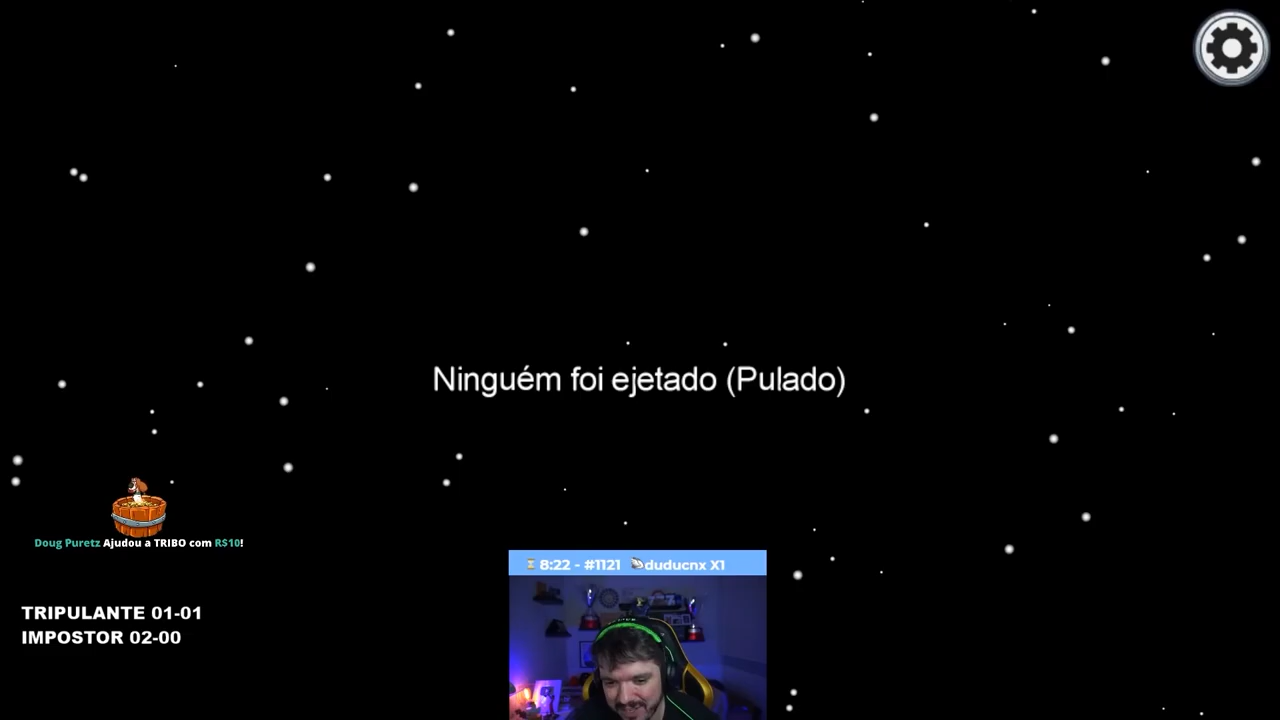 Ninguém foi ejetado (Pulado)
Doug Puretz Ajudou a TRIBO com R$10!
8:22 - #1121 duducnx X1
TRIPULANTE 01-01
IMPOSTOR 02-00